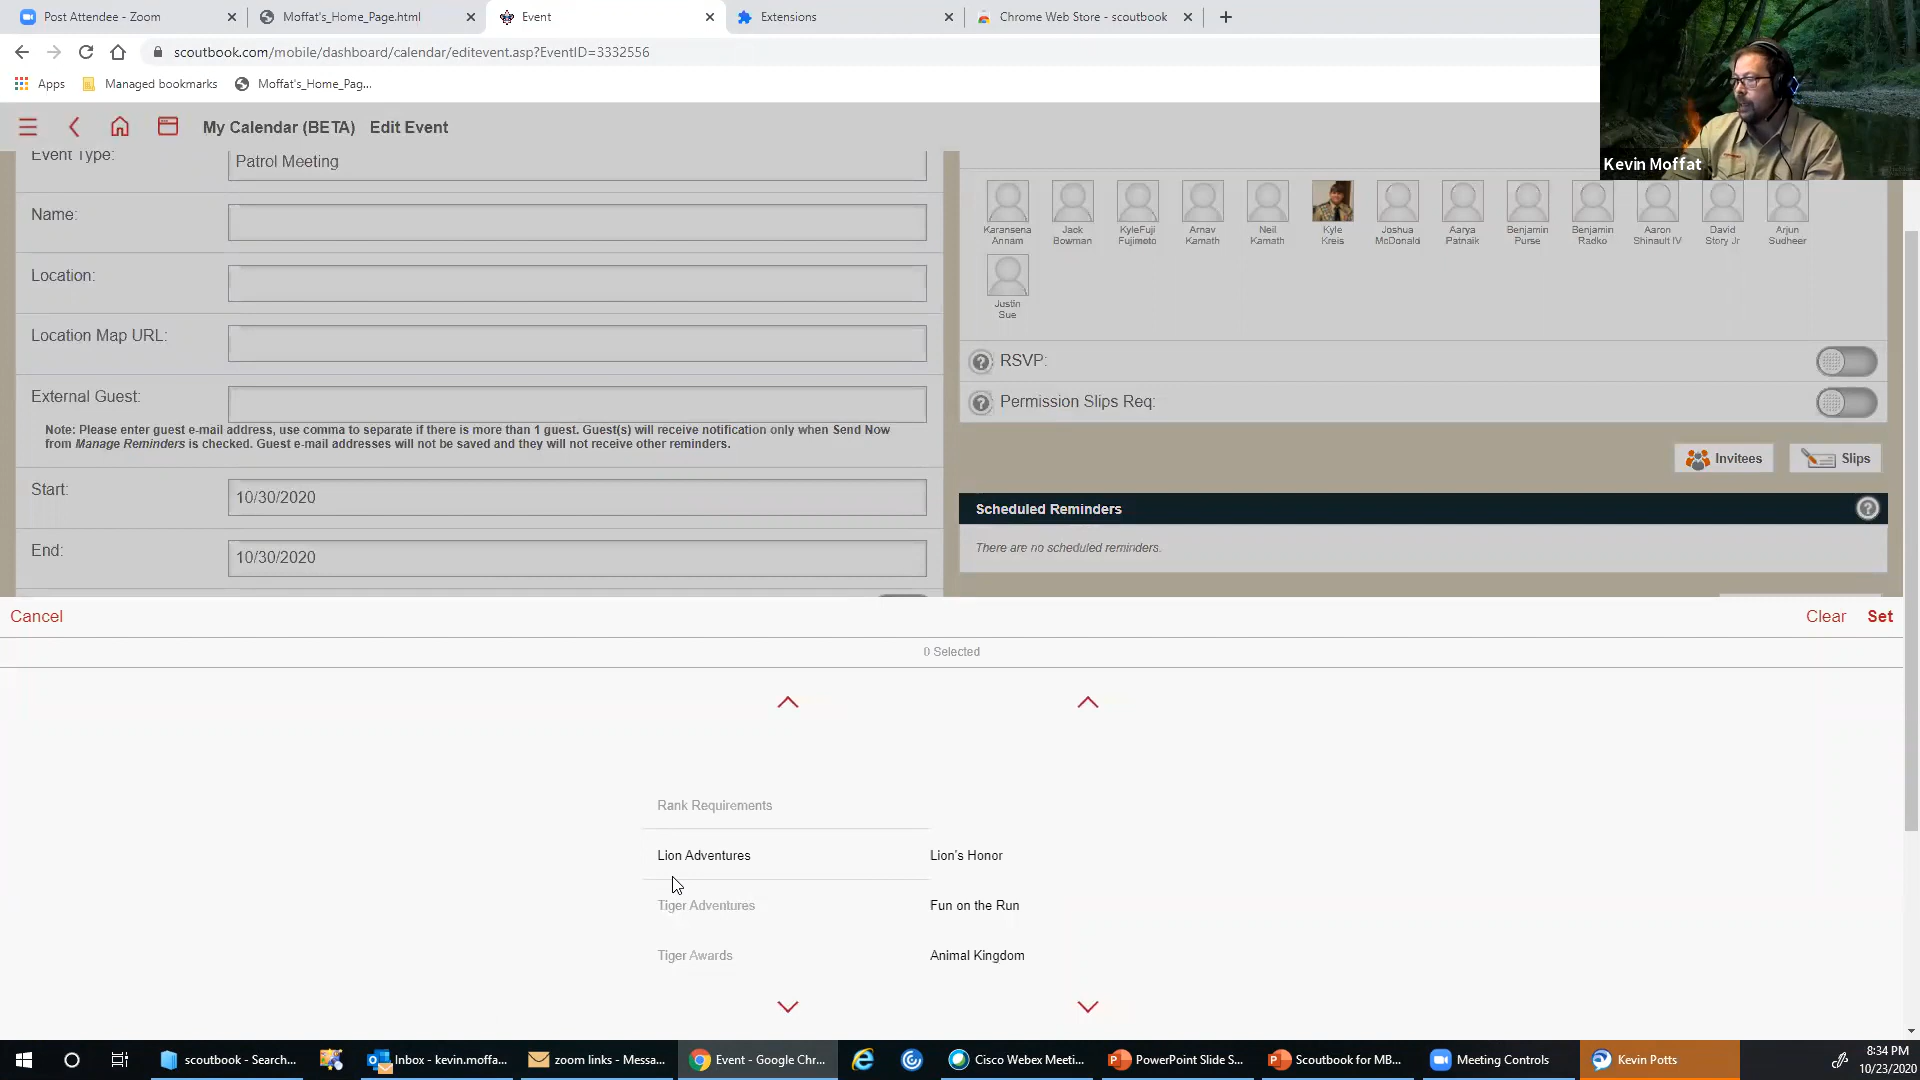 Post Attendee - Zoom
Moffat's_Home_Page.html
Event
Extensions
Chrome Web Store - scoutbook
scoutbook.com/mobile/dashboard/calendar/editevent.asp?EventID=3332556
Apps
Managed bookmarks
Moffat's_Home_Pag...
My Calendar (BETA) Edit Event
Kevin Moffat
Event Type:
Patrol Meeting
Name:
Location:
Location Map URL:
External Guest:
Note: Please enter guest e-mail address, use comma to separate if there is more than 1 guest. Guest(s) will receive notification only when Send Now
from Manage Reminders is checked. Guest e-mail addresses will not be saved and they will not receive other reminders.
Start:
10/30/2020
End:
10/30/2020
Karansena Annam
Jack Bowman
KyleFuji Fujimoto
Arnav Kamath
Neil Kamath
Kyle Kreis
Joshua McDonald
Aarya Patnaik
Benjamin Purse
Benjamin Radko
Aaron Shinault IV
David Story Jr
Arjun Sudheer
Justin Sue
RSVP:
Permission Slips Req:
Invitees
Slips
Scheduled Reminders
There are no scheduled reminders.
Cancel
Clear
Set
0 Selected
Rank Requirements
Lion Adventures
Lion's Honor
Tiger Adventures
Fun on the Run
Tiger Awards
Animal Kingdom
scoutbook - Search...
Inbox - kevin.moffa...
zoom links - Messa...
Event - Google Chr...
Cisco Webex Meeti...
PowerPoint Slide S...
Scoutbook for MB...
Meeting Controls
Kevin Potts
8:34 PM
10/23/2020